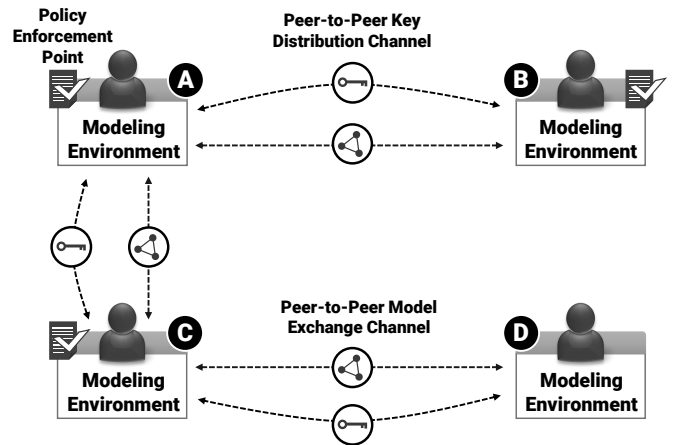 Policy
Enforcement
Point
Peer-to-Peer Key
Distribution Channel
A
B
Modeling
Environment
Modeling
Environment
Peer-to-Peer Model
Exchange Channel
C
D
Modeling
Environment
Modeling
Environment